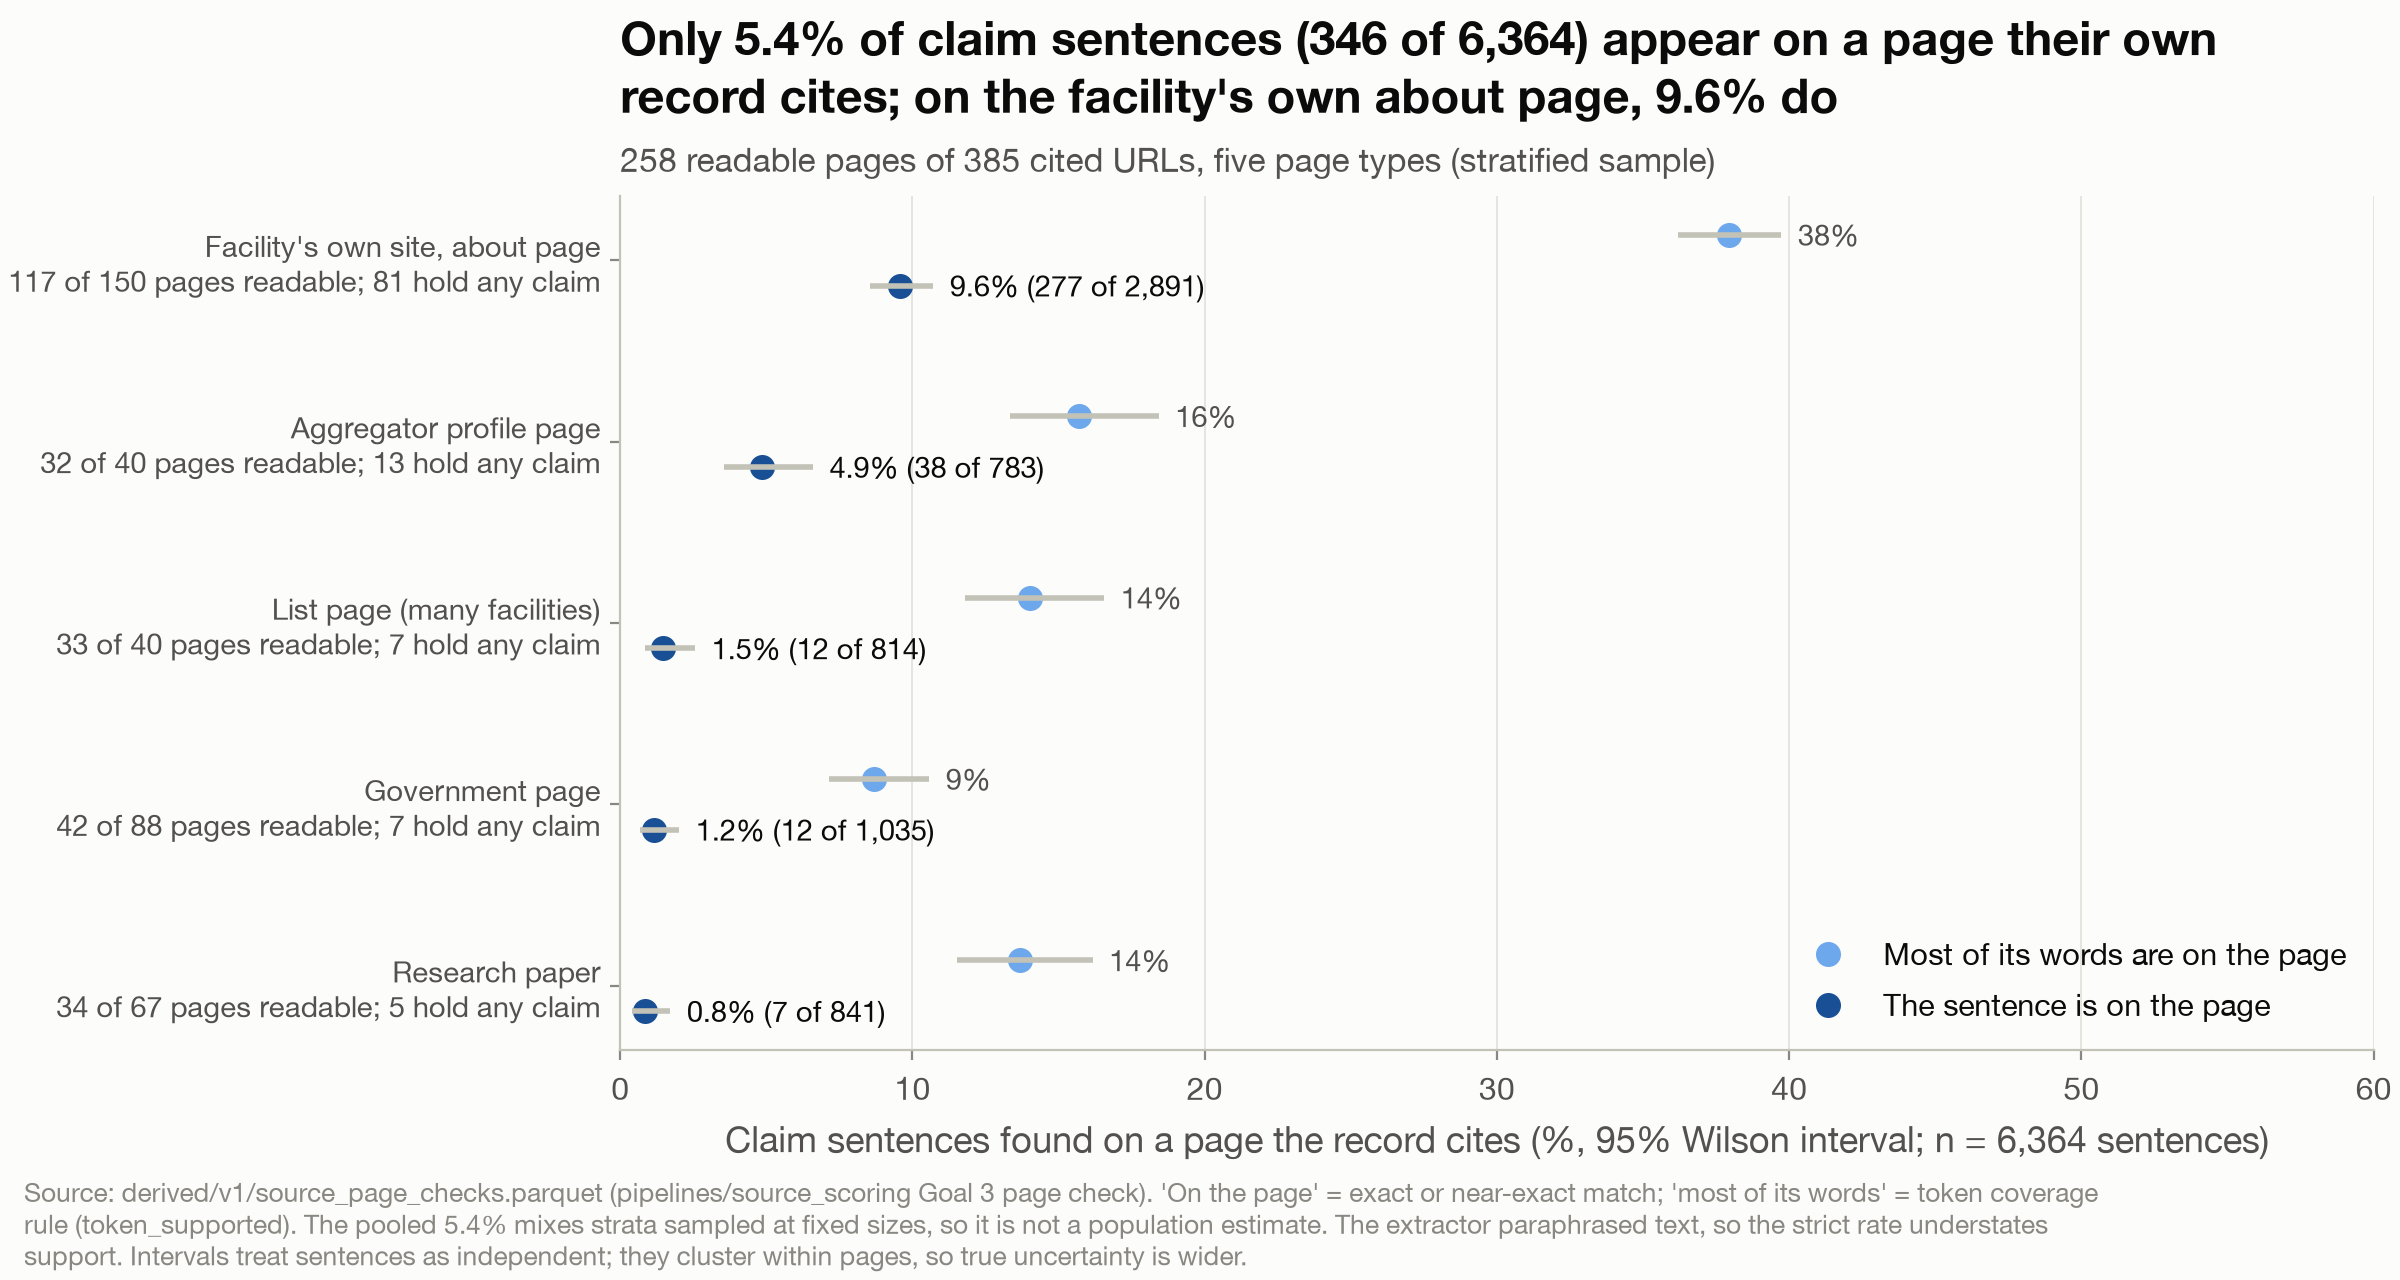 Only 5.4% of claim sentences (346 of 6,364) appear on a page their own
record cites; on the facility's own about page, 9.6% do
258 readable pages of 385 cited URLs, five page types (stratified sample)
Facility's own site, about page
117 of 150 pages readable; 81 hold any claim
38%
9.6% (277 of 2,891)
Aggregator profile page
32 of 40 pages readable; 13 hold any claim
16%
4.9% (38 of 783)
List page (many facilities)
33 of 40 pages readable; 7 hold any claim
14%
1.5% (12 of 814)
Government page
42 of 88 pages readable; 7 hold any claim
9%
1.2% (12 of 1,035)
Research paper
34 of 67 pages readable; 5 hold any claim
14%
0.8% (7 of 841)
Most of its words are on the page
The sentence is on the page
0 10 20 30 40 50 60
Claim sentences found on a page the record cites (%, 95% Wilson interval; n = 6,364 sentences)
Source: derived/v1/source_page_checks.parquet (pipelines/source_scoring Goal 3 page check). 'On the page' = exact or near-exact match; 'most of its words' = token coverage
rule (token_supported). The pooled 5.4% mixes strata sampled at fixed sizes, so it is not a population estimate. The extractor paraphrased text, so the strict rate understates
support. Intervals treat sentences as independent; they cluster within pages, so true uncertainty is wider.